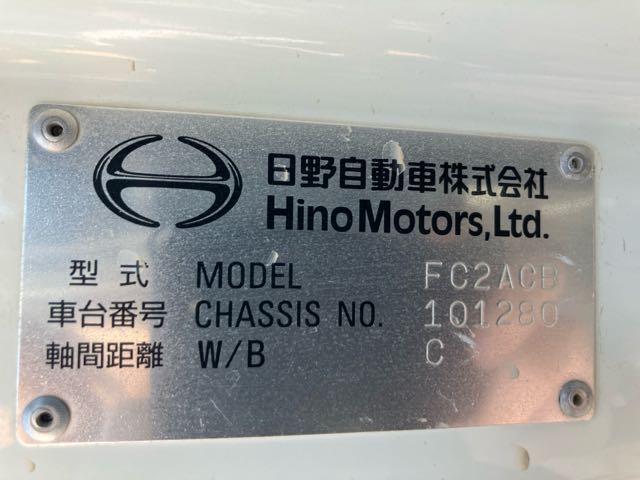 日野自動車株式会社
Hino Motors, Ltd.
型式 MODEL FC2ACB
車台番号 CHASSIS NO. 101280
軸間距離 W/B C